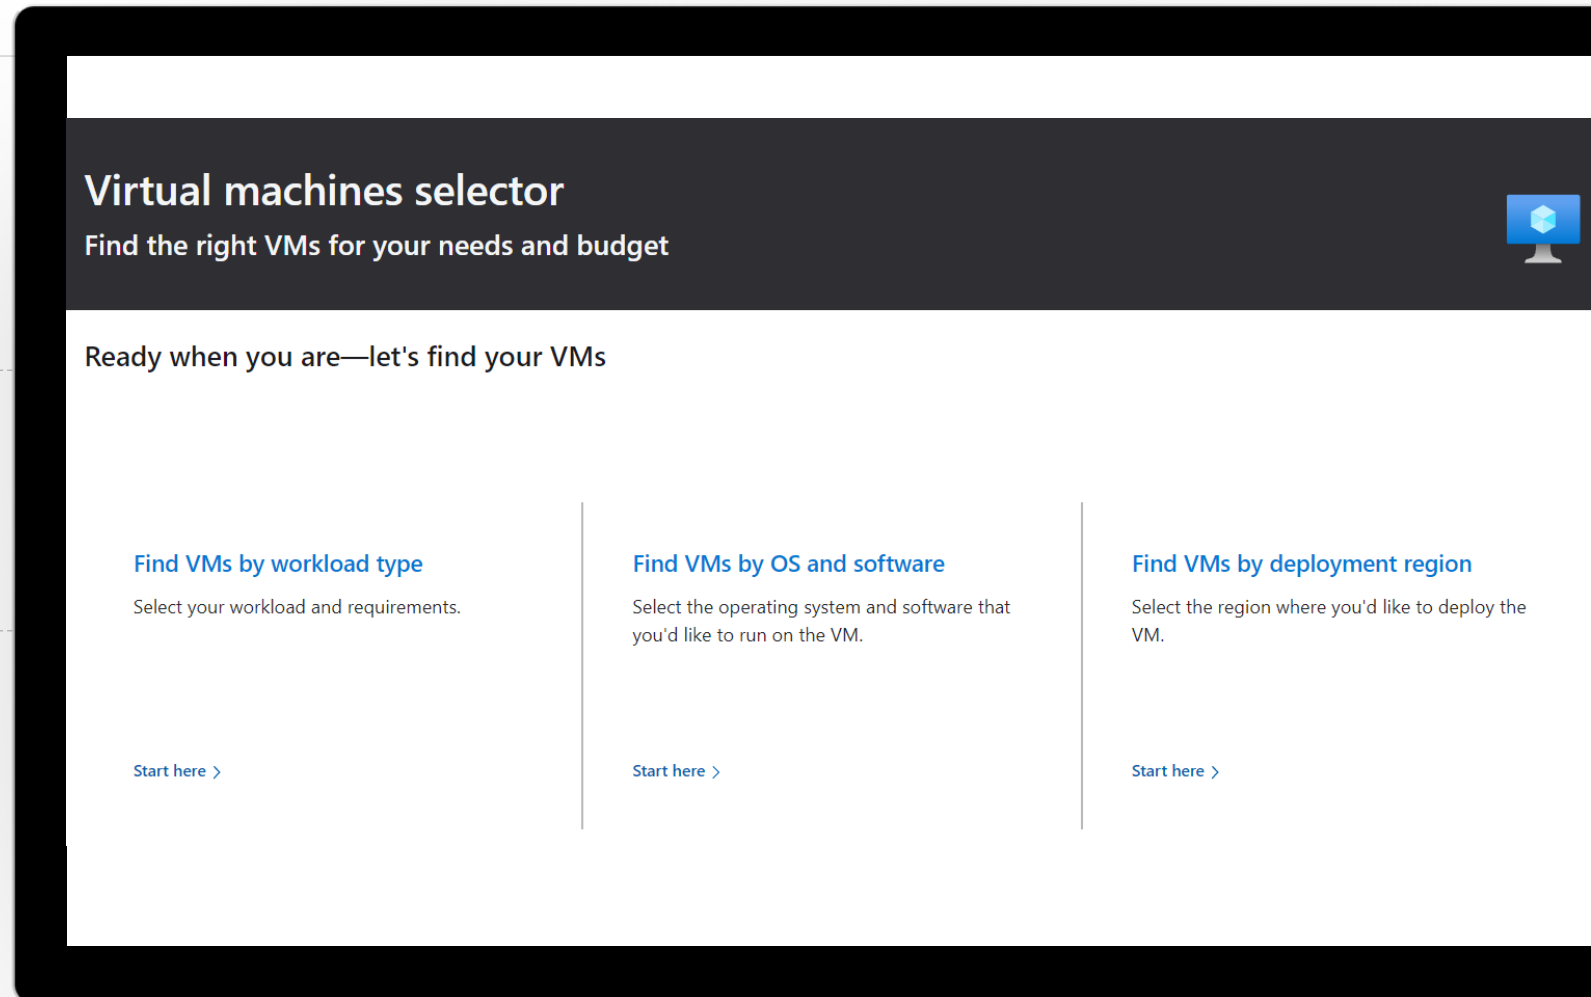 Virtual machines selector
Find the right VMs for your needs and budget
Ready when you are—let's find your VMs
Find VMs by workload type
Select your workload and requirements.
Start here >
Find VMs by OS and software
Select the operating system and software that
you'd like to run on the VM.
Start here >
Find VMs by deployment region
Select the region where you'd like to deploy the
VM.
Start here >